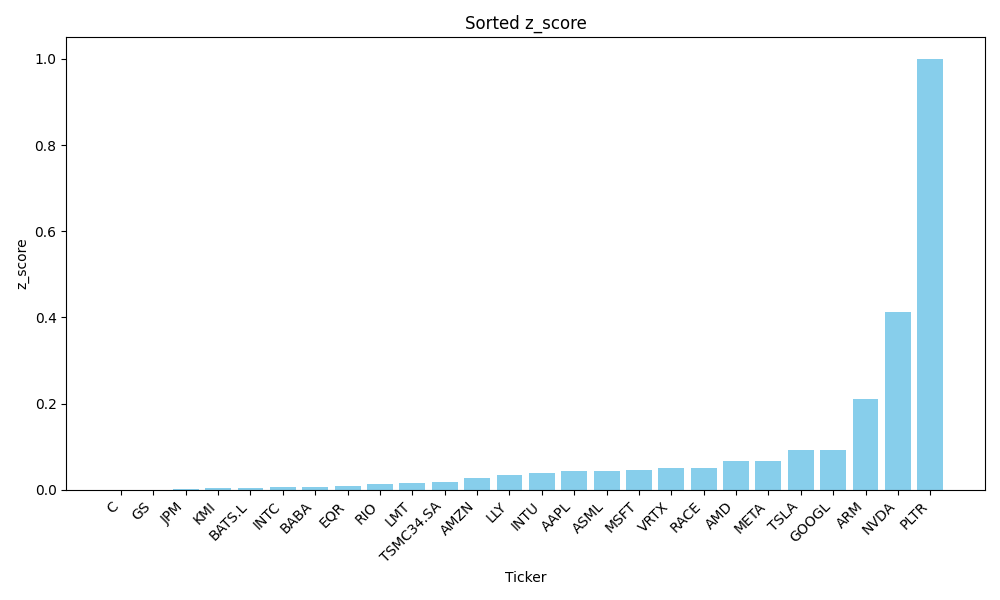 Sorted z_score
z_score
1.0
0.8
0.6
0.4
0.2
0.0
C
GS
JPM
KMI
BATS.L
INTC
BABA
EQR
RIO
LMT
TSMC34.SA
AMZN
LLY
INTU
AAPL
ASML
MSFT
VRTX
RACE
AMD
META
TSLA
GOOGL
ARM
NVDA
PLTR
Ticker